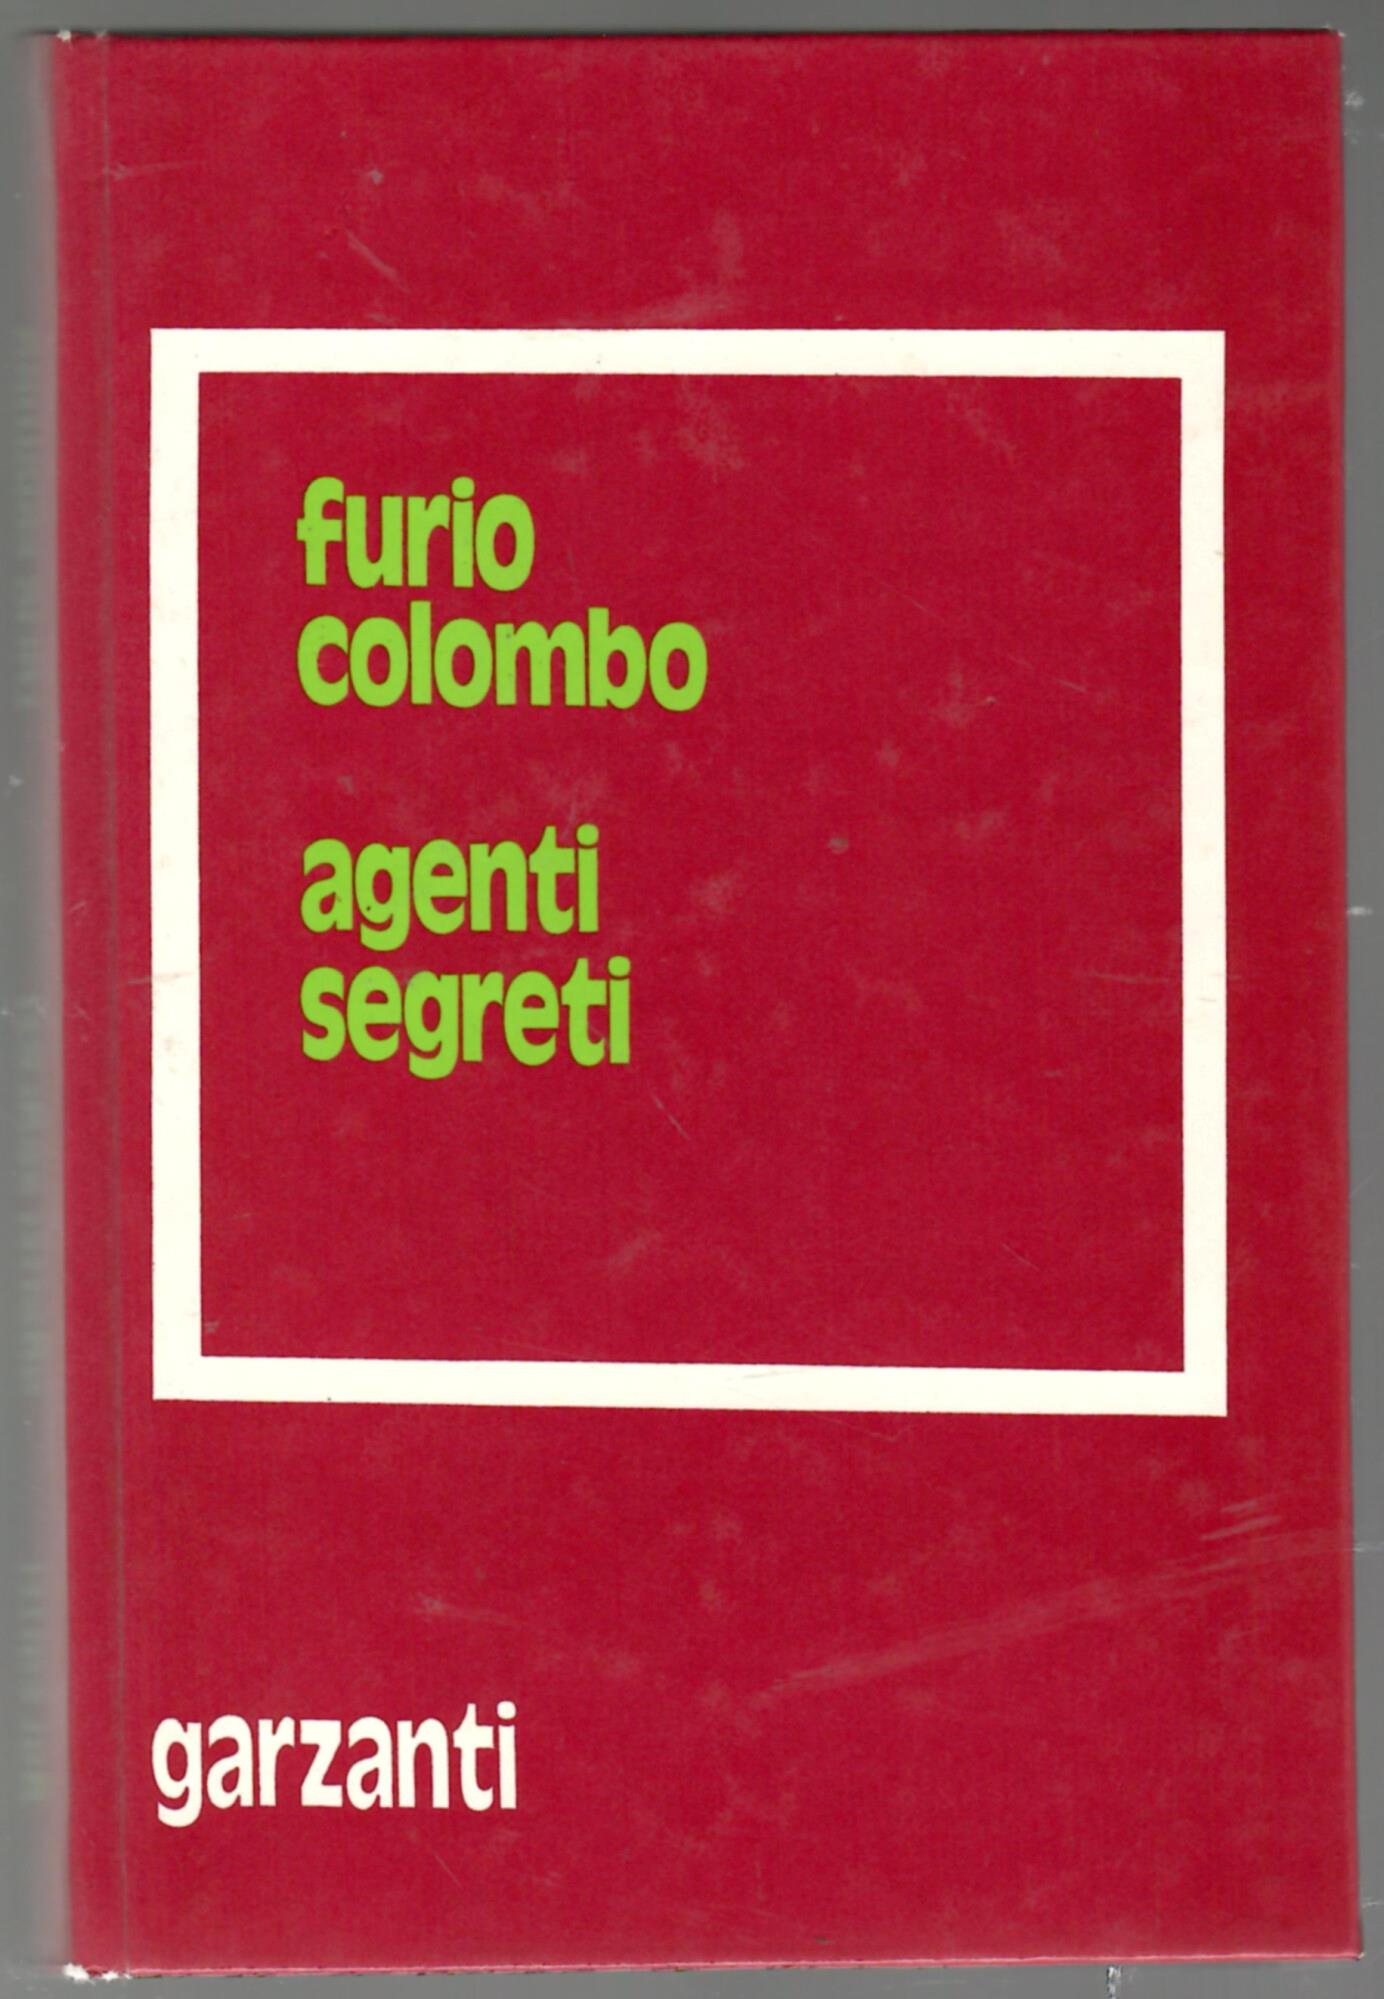 furio
colombo
agenti
segreti
garzanti